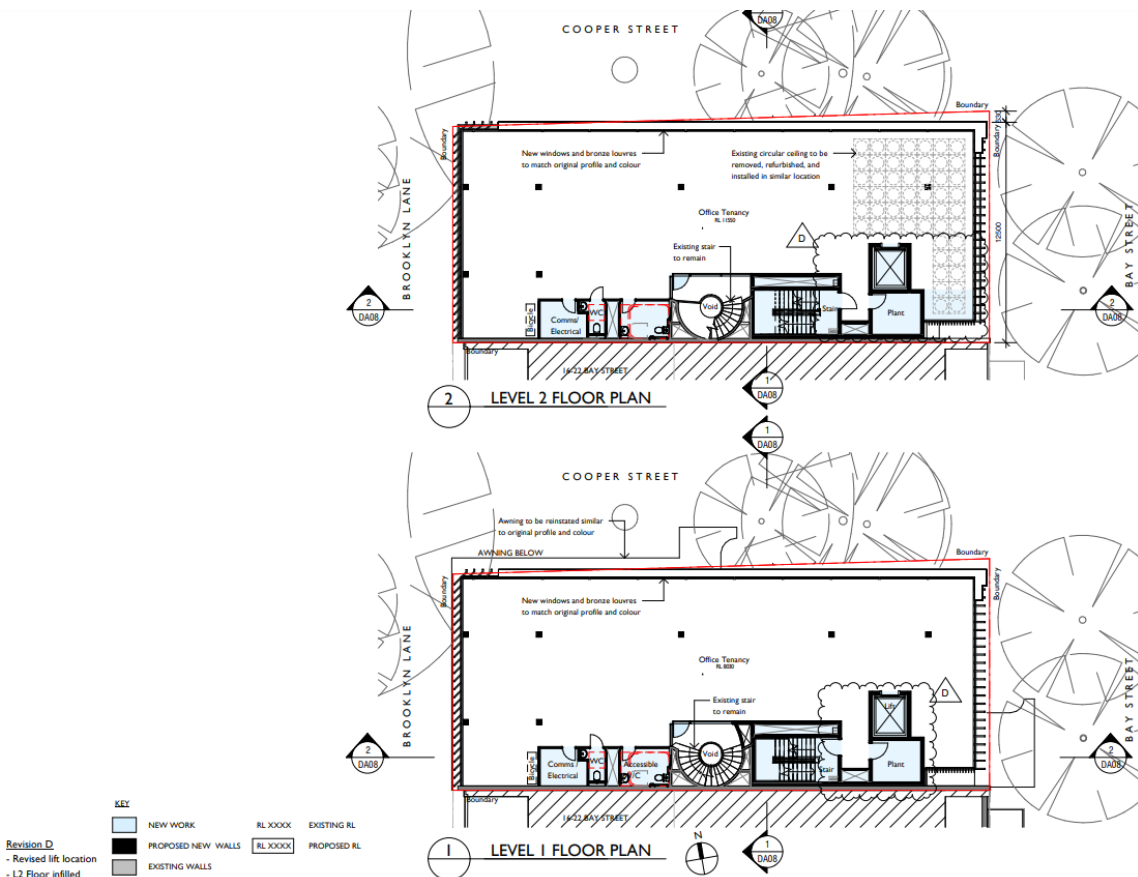 DA08
COOPER STREET
Boundary
530
Boundary
Boundary
New windows and bronze louvres
to match original profile and colour
Existing circular ceiling to be
removed, refurbished, and
installed in similar location
BROOKLYN LANE
BAY STREET
12500
Office Tenancy
RL 11550
D
Existing stair
to remain
2
DA08
2
DA08
Void
Stair
Plant
Comms/
Electrical
WC
Bicycle
Boundary
16-22 BAY STREET
2
LEVEL 2 FLOOR PLAN
1
DA08
1
DA08
COOPER STREET
Awning to be reinstated similar
to original profile and colour
AWNING BELOW
Boundary
Boundary
Boundary
New windows and bronze louvres
to match original profile and colour
BROOKLYN LANE
BAY STREET
Office Tenancy
RL 8030
D
Existing stair
to remain
Lift
2
DA08
2
DA08
Void
Stair
Plant
Comms /
Electrical
WC
Accessible
WC
Bicycle
Boundary
16-22 BAY STREET
1
LEVEL 1 FLOOR PLAN
N
1
DA08
KEY
NEW WORK
RL XXXX
EXISTING RL
PROPOSED NEW WALLS
RL XXXX
PROPOSED RL
EXISTING WALLS
Revision D
- Revised lift location
- L2 Floor infilled